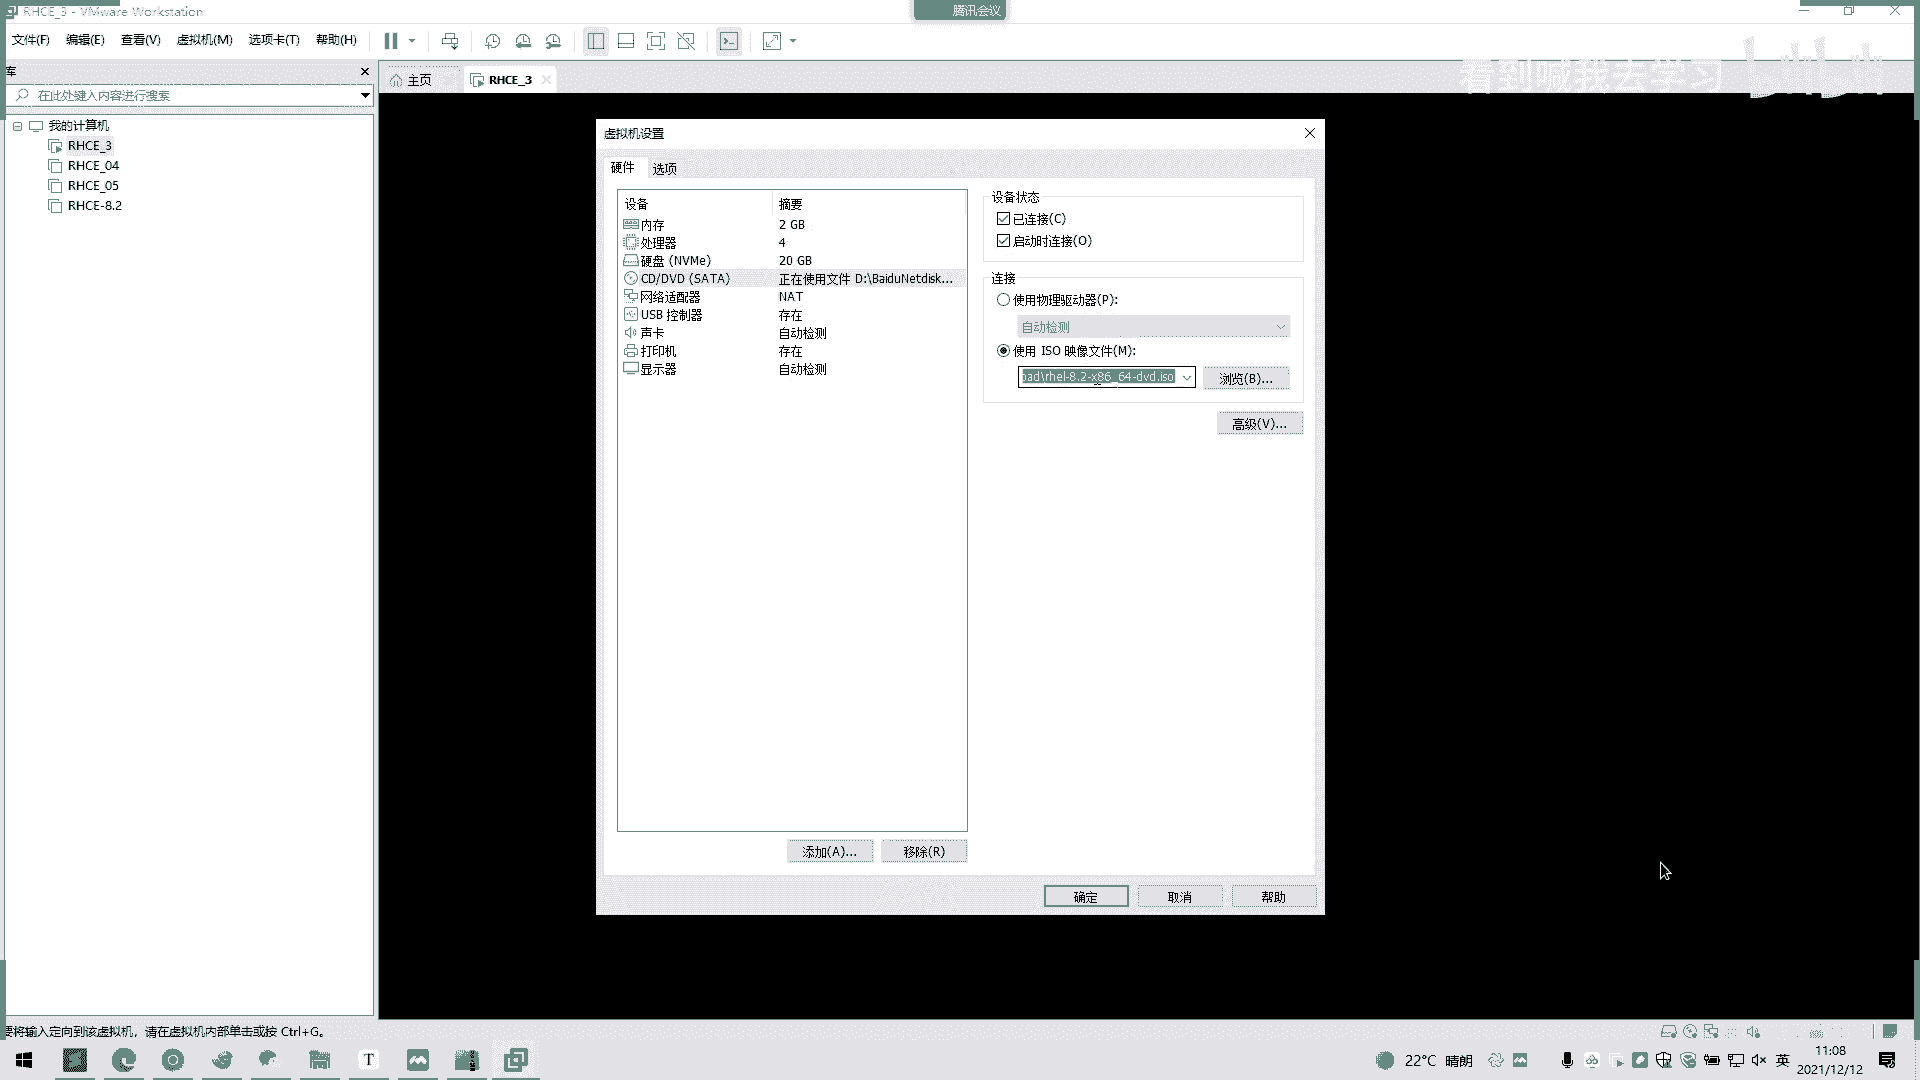 RHCE_3 - VMware Workstation
腾讯会议
文件(F) 编辑(E) 查看(V) 虚拟机(M) 选项卡(T) 帮助(H)
库
主页
RHCE_3
看到喊我去学习
bilibili
在此处键入内容进行搜索
我的计算机
RHCE_3
RHCE_04
RHCE_05
RHCE-8.2
虚拟机设置
硬件 选项
设备 摘要
内存 2 GB
处理器 4
硬盘 (NVMe) 20 GB
CD/DVD (SATA) 正在使用文件 D:\BaiduNetdisk...
网络适配器 NAT
USB 控制器 存在
声卡 自动检测
打印机 存在
显示器 自动检测
设备状态
已连接(C)
启动时连接(O)
连接
使用物理驱动器(P):
自动检测
使用 ISO 映像文件(M):
oad\rhel-8.2-x86_64-dvd.iso
浏览(B)...
高级(V)...
添加(A)... 移除(R)
确定 取消 帮助
要将输入定向到该虚拟机，请在虚拟机内部单击或按 Ctrl+G。
T
22°C 晴朗
英
11:08
2021/12/12